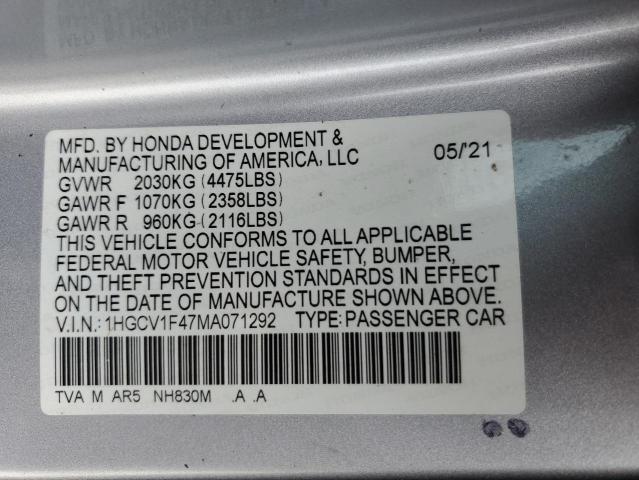 MFD. BY HONDA DEVELOPMENT &
MANUFACTURING OF AMERICA, LLC 05/'21
GVWR 2030KG (4475LBS)
GAWR F 1070KG (2358LBS)
GAWR R 960KG (2116LBS)
THIS VEHICLE CONFORMS TO ALL APPLICABLE
FEDERAL MOTOR VEHICLE SAFETY, BUMPER,
AND THEFT PREVENTION STANDARDS IN EFFECT
ON THE DATE OF MANUFACTURE SHOWN ABOVE.
V.I.N.: 1HGCV1F47MA071292 TYPE: PASSENGER CAR
TVA M AR5 NH830M .A .A